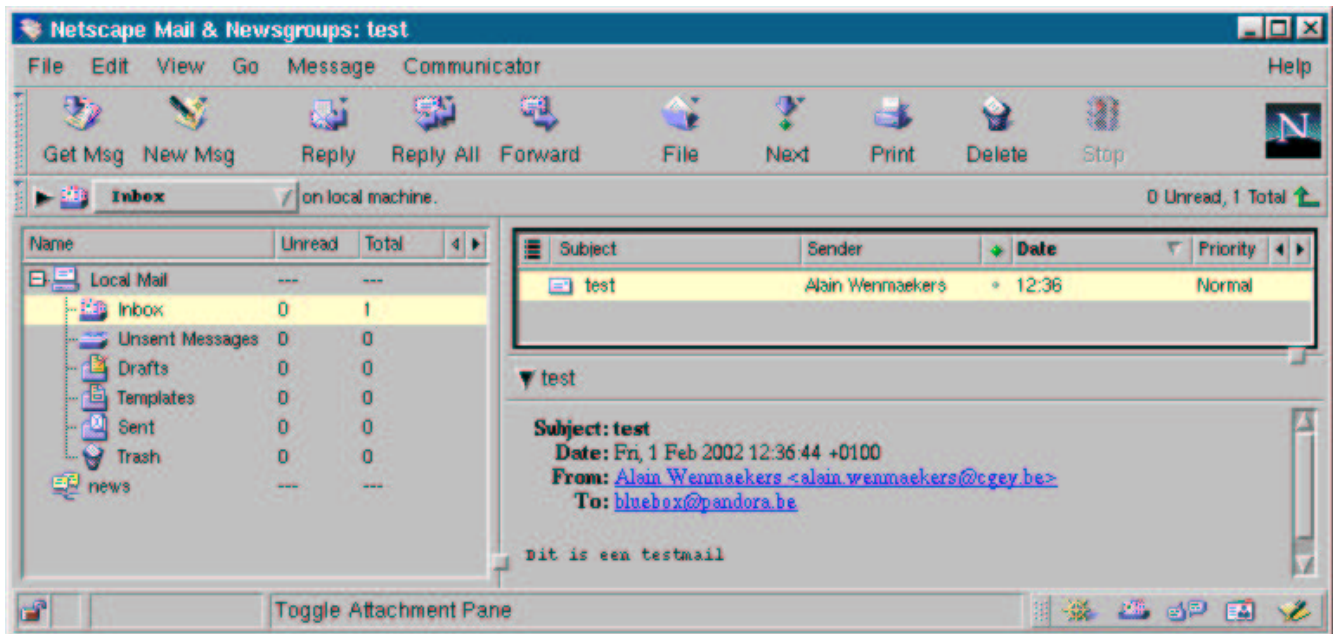 Netscape Mail & Newsgroups: test
File Edit View Go Message Communicator Help
Get Msg New Msg Reply Reply All Forward File Next Print Delete Stop
N
Inbox on local machine. 0 Unread, 1 Total
Name Unread Total
Local Mail --- ---
Inbox 0 1
Unsent Messages 0 0
Drafts 0 0
Templates 0 0
Sent 0 0
Trash 0 0
news --- ---
Subject Sender Date Priority
test Alain Wenmaekers 12:36 Normal
test
Subject: test
Date: Fri, 1 Feb 2002 12:36:44 +0100
From: Alain Wenmaekers <alain.wenmaekers@cgey.be>
To: bluebox@pandora.be
Dit is een testmail
Toggle Attachment Pane